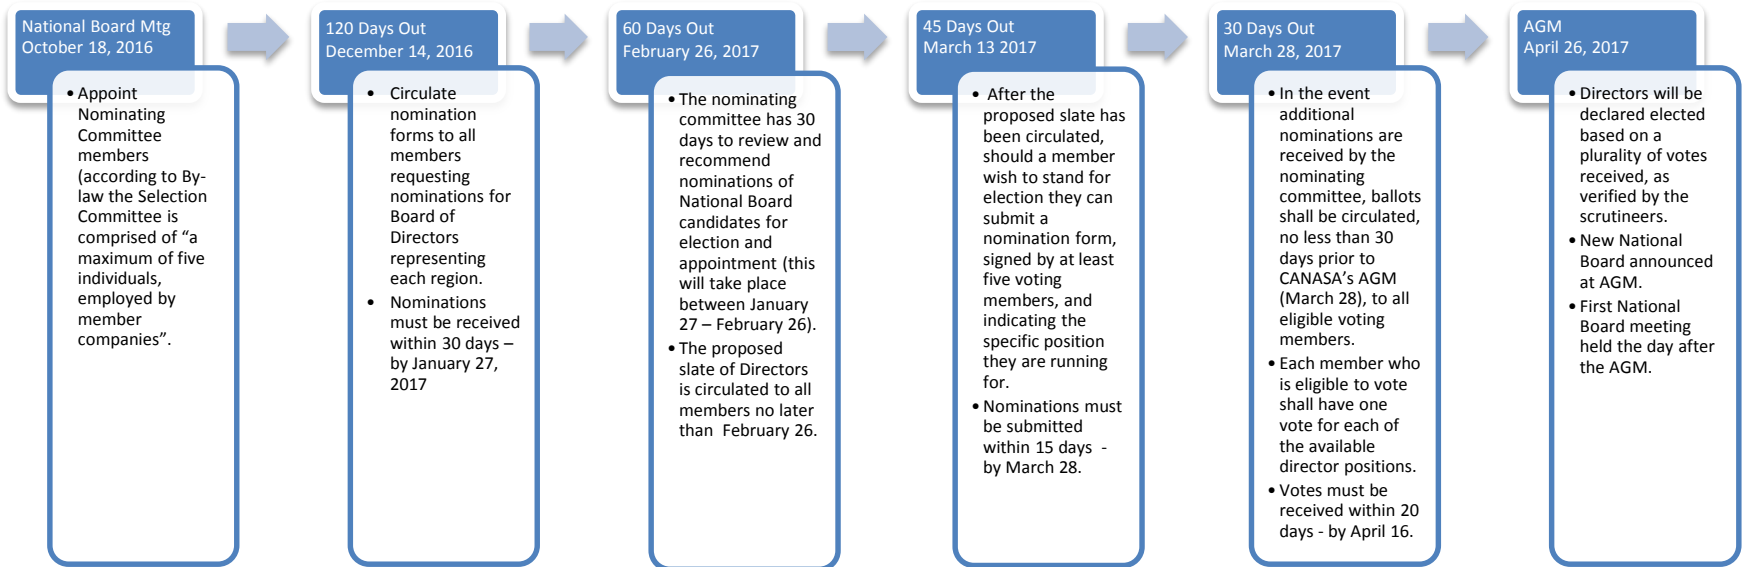 National Board Mtg
October 18, 2016
• Appoint
Nominating
Committee
members
(according to By-
law the Selection
Committee is
comprised of “a
maximum of five
individuals,
employed by
member
companies”.
120 Days Out
December 14, 2016
• Circulate
nomination
forms to all
members
requesting
nominations for
Board of
Directors
representing
each region.
• Nominations
must be received
within 30 days –
by January 27,
2017
60 Days Out
February 26, 2017
• The nominating
committee has 30
days to review and
recommend
nominations of
National Board
candidates for
election and
appointment (this
will take place
between January
27 – February 26).
• The proposed
slate of Directors
is circulated to all
members no later
than February 26.
45 Days Out
March 13 2017
• After the
proposed slate has
been circulated,
should a member
wish to stand for
election they can
submit a
nomination form,
signed by at least
five voting
members, and
indicating the
specific position
they are running
for.
• Nominations must
be submitted
within 15 days -
by March 28.
30 Days Out
March 28, 2017
• In the event
additional
nominations are
received by the
nominating
committee, ballots
shall be circulated,
no less than 30
days prior to
CANASA’s AGM
(March 28), to all
eligible voting
members.
• Each member who
is eligible to vote
shall have one
vote for each of
the available
director positions.
• Votes must be
received within 20
days - by April 16.
AGM
April 26, 2017
• Directors will be
declared elected
based on a
plurality of votes
received, as
verified by the
scrutineers.
• New National
Board announced
at AGM.
• First National
Board meeting
held the day after
the AGM.